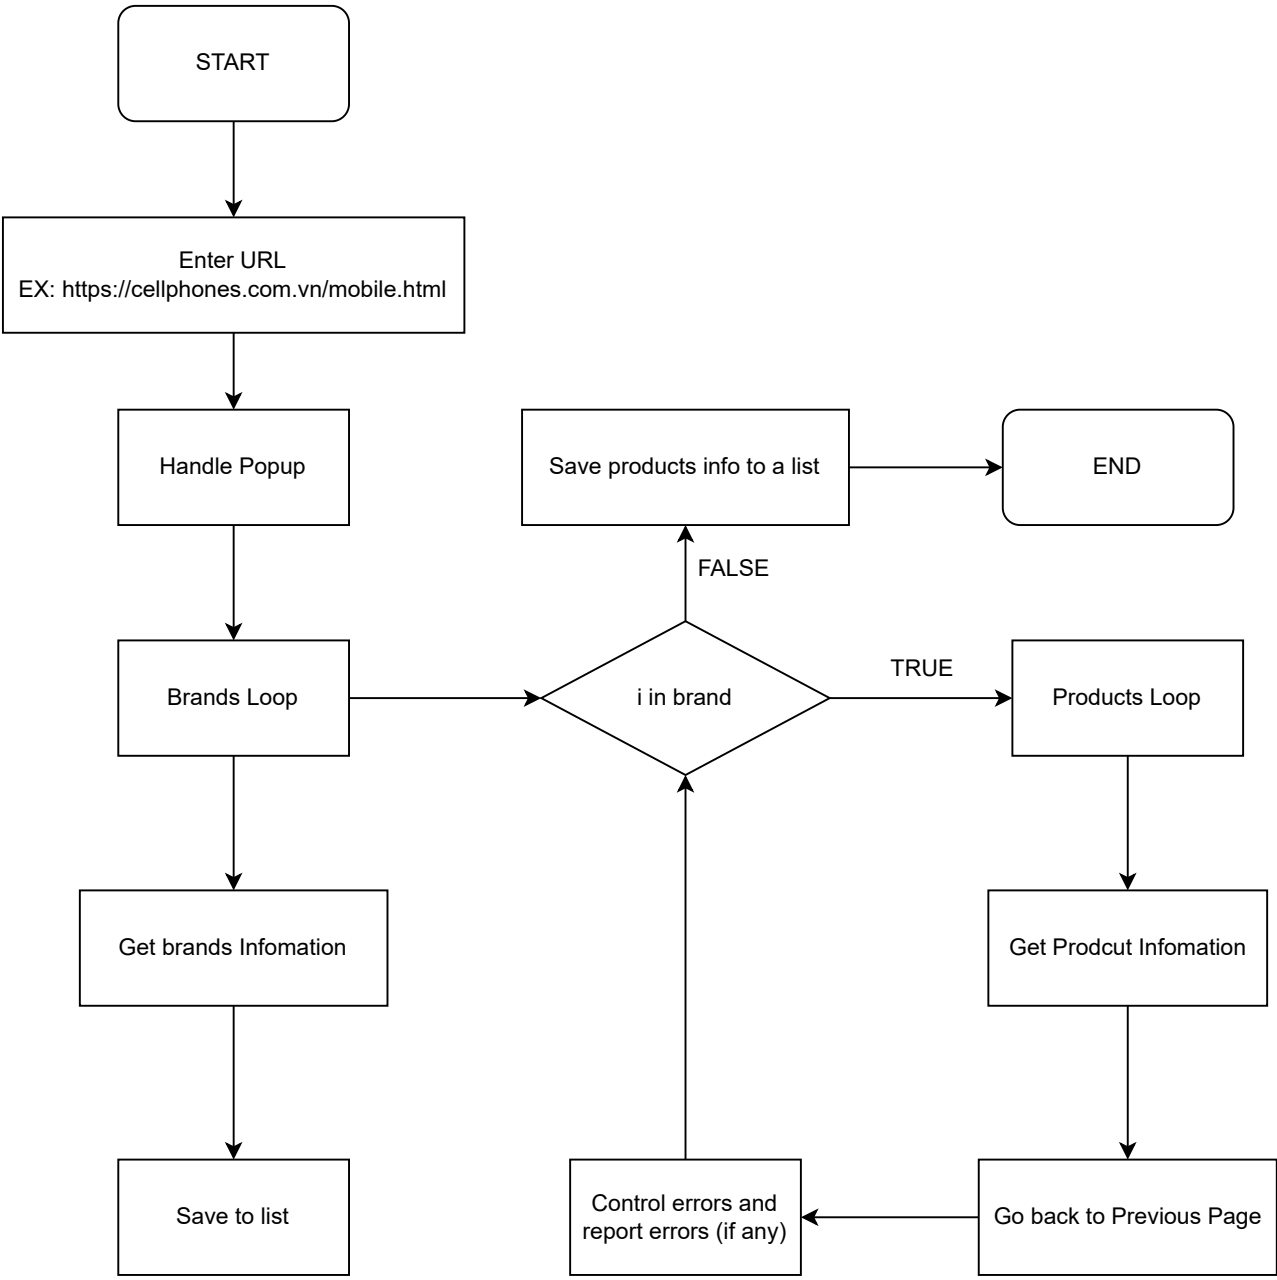 START
Enter URL
EX: https://cellphones.com.vn/mobile.html
Handle Popup
Save products info to a list
END
FALSE
Brands Loop
i in brand
TRUE
Products Loop
Get brands Infomation
Get Prodcut Infomation
Save to list
Control errors and
report errors (if any)
Go back to Previous Page